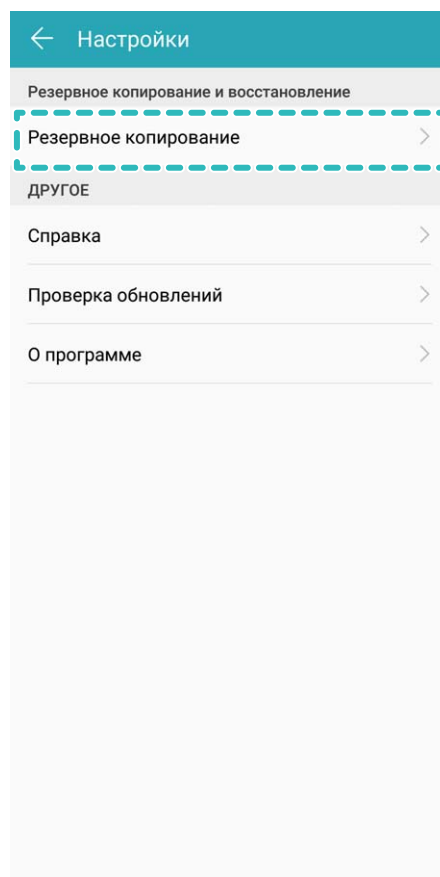 Настройки
Резервное копирование и восстановление
Резервное копирование
ДРУГОЕ
Справка
Проверка обновлений
О программе